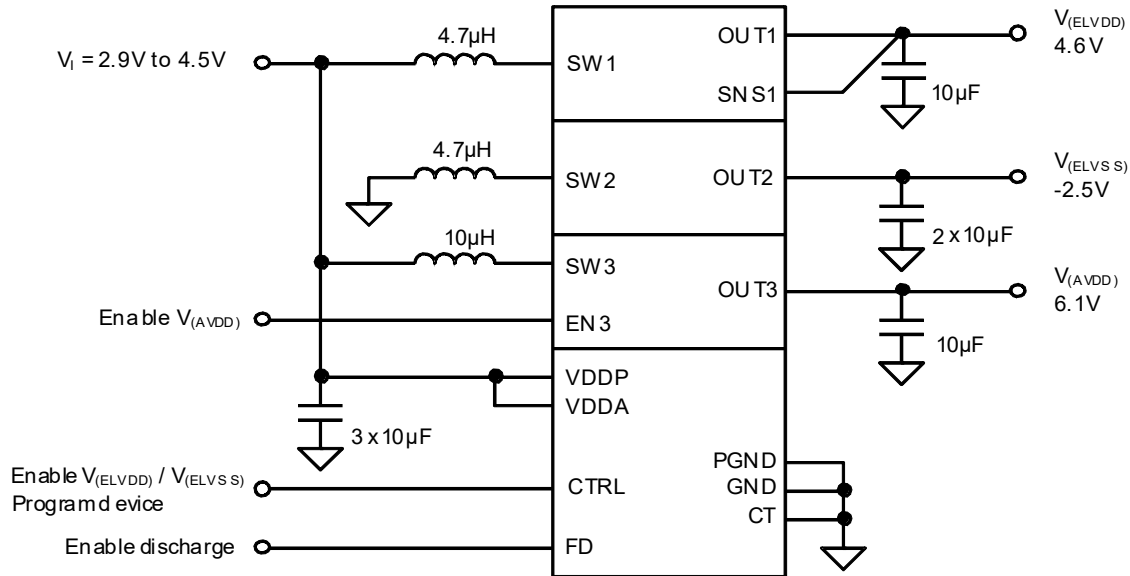 4.7µH
OUT1
V(ELVDD)
4.6V
VI = 2.9V to 4.5V
SW1
SNS1
10µF
4.7µH
SW2
OUT2
V(ELVSS)
-2.5V
2 x 10µF
10µH
SW3
OUT3
V(AVDD)
6.1V
Enable V(AVDD)
EN3
10µF
VDDP
VDDA
3 x 10µF
PGND
Enable V(ELVDD) / V(ELVSS)
Program device
CTRL
GND
CT
Enable discharge
FD